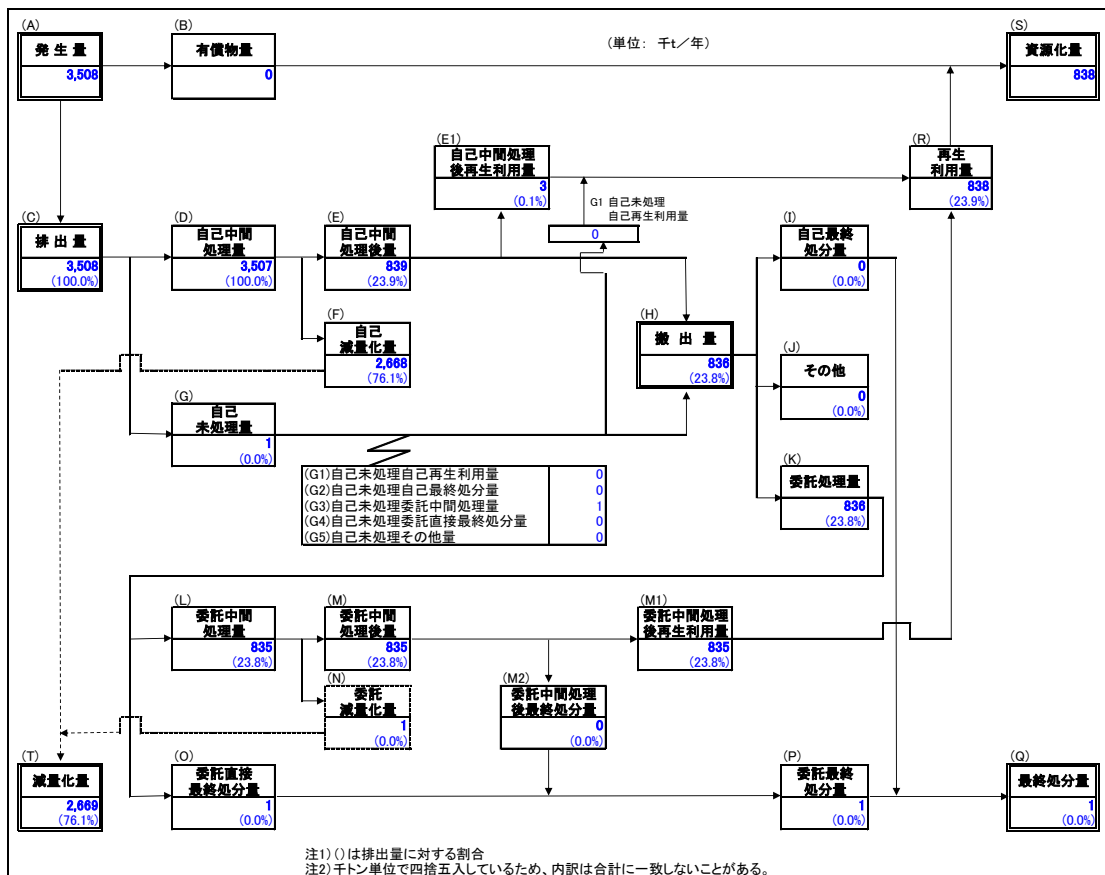 (A)
発 生 量
3,508
(B)
有償物量
0
(単位: 千t/年)
(S)
資源化量
838
(E1)
自己中間処理
後再生利用量
3
(0.1%)
G1 自己未処理
自己再生利用量
0
(R)
再生
利用量
838
(23.9%)
(C)
排 出 量
3,508
(100.0%)
(D)
自己中間
処理量
3,507
(100.0%)
(E)
自己中間
処理後量
839
(23.9%)
(I)
自己最終
処分量
0
(0.0%)
(F)
自己
減量化量
2,668
(76.1%)
(H)
搬 出 量
836
(23.8%)
(J)
その他
0
(0.0%)
(G)
自己
未処理量
1
(0.0%)
(G1)自己未処理自己再生利用量 0
(G2)自己未処理自己最終処分量 0
(G3)自己未処理委託中間処理量 1
(G4)自己未処理委託直接最終処分量 0
(G5)自己未処理その他量 0
(K)
委託処理量
836
(23.8%)
(L)
委託中間
処理量
835
(23.8%)
(M)
委託中間
処理後量
835
(23.8%)
(M1)
委託中間処理
後再生利用量
835
(23.8%)
(N)
委託
減量化量
1
(0.0%)
(M2)
委託中間処理
後最終処分量
0
(0.0%)
(T)
減量化量
2,669
(76.1%)
(O)
委託直接
最終処分量
1
(0.0%)
(P)
委託最終
処分量
1
(0.0%)
(Q)
最終処分量
1
(0.0%)
注1)()は排出量に対する割合
注2)千トン単位で四捨五入しているため、内訳は合計に一致しないことがある。